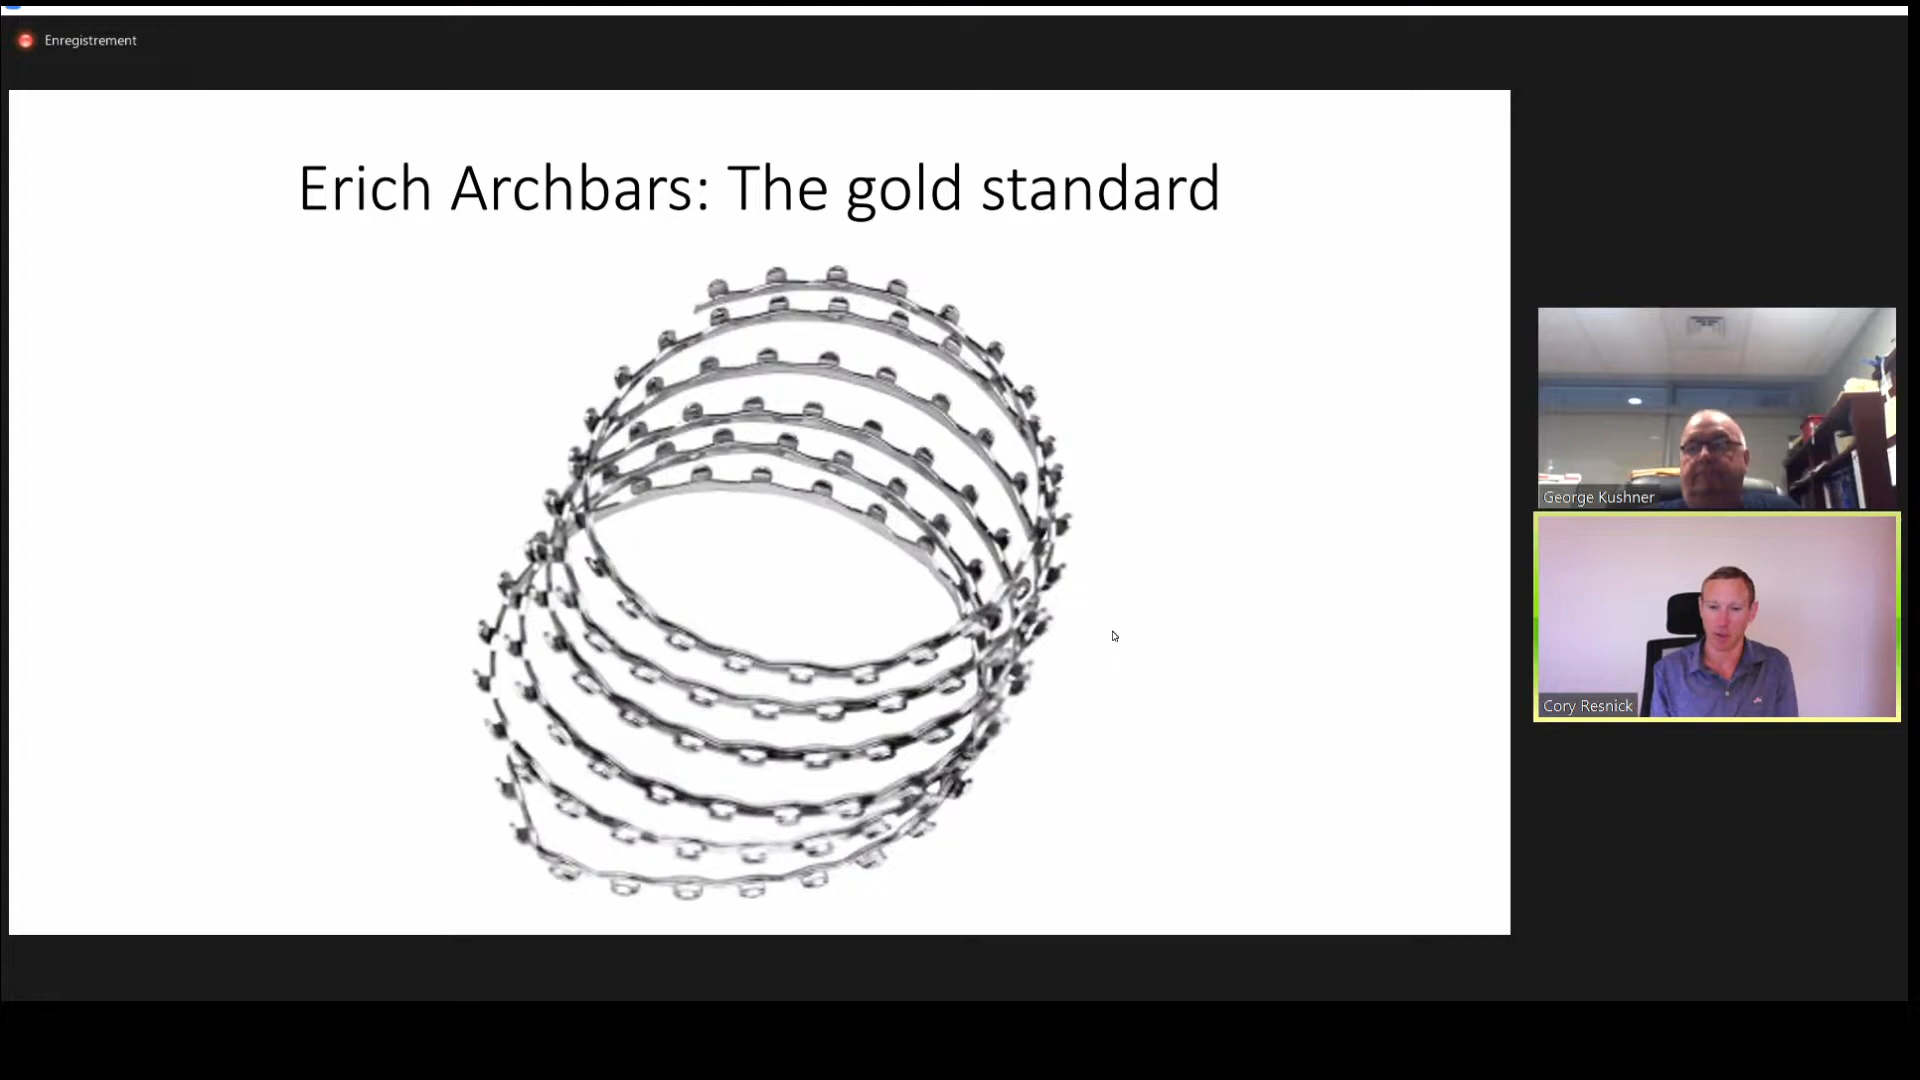 Enregistrement
Erich Archbars: The gold standard
George Kushner
Cory Resnick